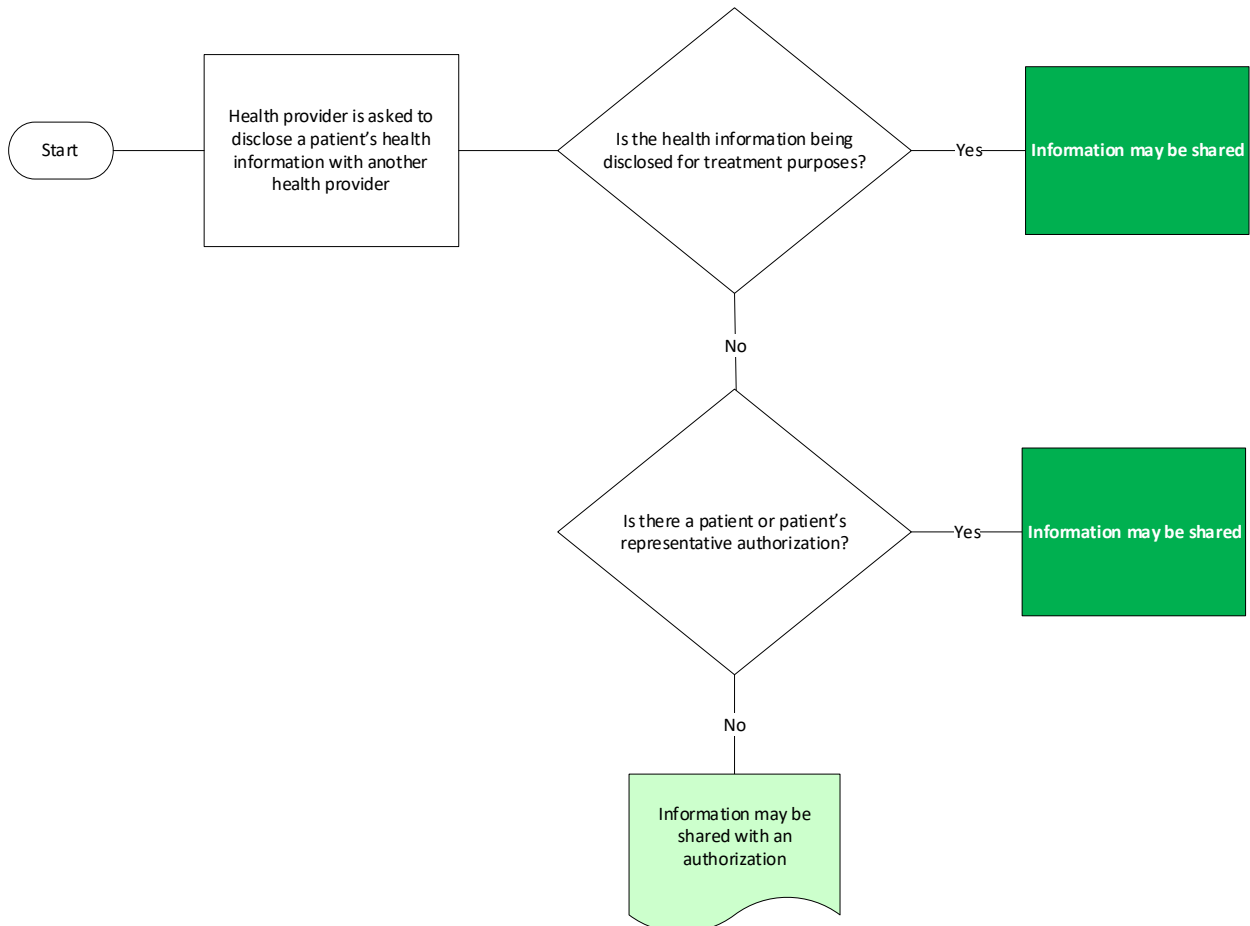 Start
Health provider is asked to
disclose a patient’s health
information with another
health provider
Is the health information being
disclosed for treatment purposes?
Yes
Information may be shared
No
Is there a patient or patient’s
representative authorization?
Yes
Information may be shared
No
Information may be
shared with an
authorization